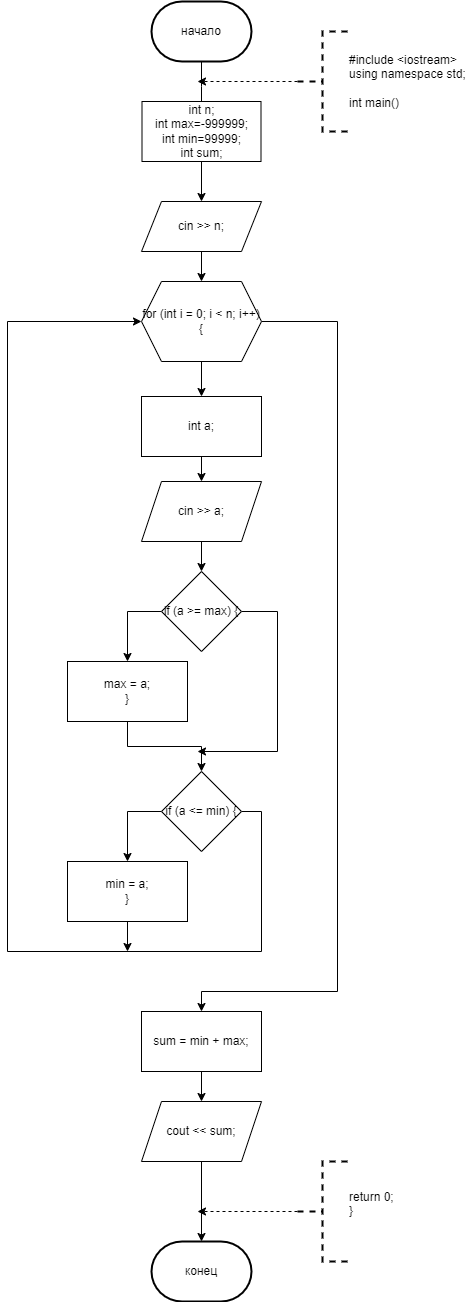 начало
#include <iostream>
using namespace std;
int main()
int n;
int max=-999999;
int min=99999;
int sum;
cin >> n;
for (int i = 0; i < n; i++)
{
int a;
cin >> a;
if (a >= max) {
max = a;
}
if (a <= min) {
min = a;
}
sum = min + max;
cout << sum;
return 0;
}
конец